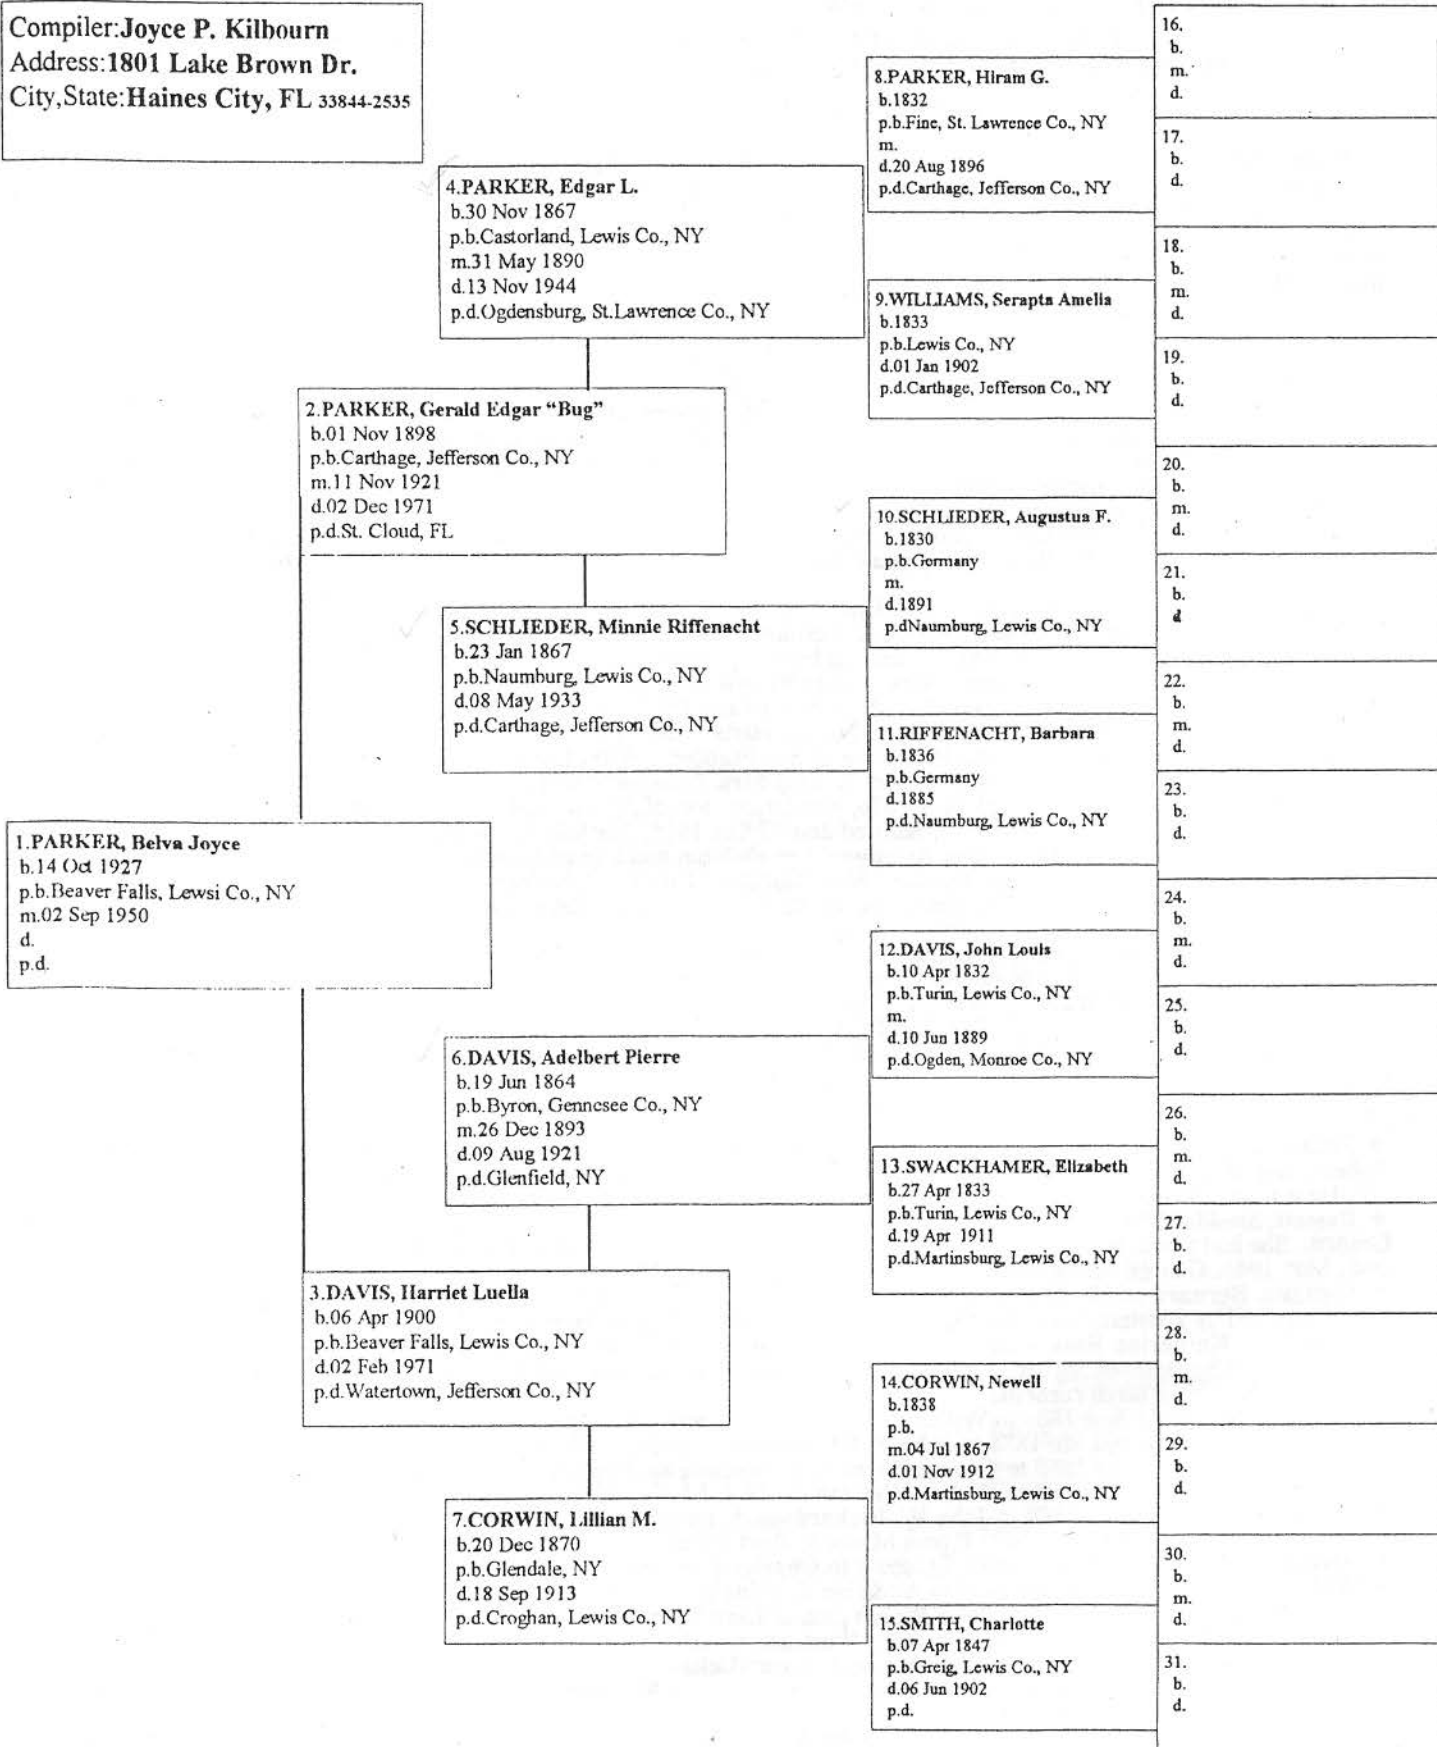 Compiler:Joyce P. Kilbourn
Address:1801 Lake Brown Dr.
City,State:Haines City, FL 33844-2535
1.PARKER, Belva Joyce
b.14 Oct 1927
p.b.Beaver Falls, Lewsi Co., NY
m.02 Sep 1950
d.
p.d.
2.PARKER, Gerald Edgar “Bug”
b.01 Nov 1898
p.b.Carthage, Jefferson Co., NY
m.11 Nov 1921
d.02 Dec 1971
p.d.St. Cloud, FL
3.DAVIS, Harriet Luella
b.06 Apr 1900
p.b.Beaver Falls, Lewis Co., NY
d.02 Feb 1971
p.d.Watertown, Jefferson Co., NY
4.PARKER, Edgar L.
b.30 Nov 1867
p.b.Castorland, Lewis Co., NY
m.31 May 1890
d.13 Nov 1944
p.d.Ogdensburg, St.Lawrence Co., NY
5.SCHLIEDER, Minnie Riffenacht
b.23 Jan 1867
p.b.Naumburg, Lewis Co., NY
d.08 May 1933
p.d.Carthage, Jefferson Co., NY
6.DAVIS, Adelbert Pierre
b.19 Jun 1864
p.b.Byron, Gennesee Co., NY
m.26 Dec 1893
d.09 Aug 1921
p.d.Glenfield, NY
7.CORWIN, Lillian M.
b.20 Dec 1870
p.b.Glendale, NY
d.18 Sep 1913
p.d.Croghan, Lewis Co., NY
8.PARKER, Hiram G.
b.1832
p.b.Fine, St. Lawrence Co., NY
m.
d.20 Aug 1896
p.d.Carthage, Jefferson Co., NY
9.WILLIAMS, Serapta Amelia
b.1833
p.b.Lewis Co., NY
d.01 Jan 1902
p.d.Carthage, Jefferson Co., NY
10.SCHLIEDER, Augustua F.
b.1830
p.b.Germany
m.
d.1891
p.dNaumburg, Lewis Co., NY
11.RIFFENACHT, Barbara
b.1836
p.b.Germany
d.1885
p.d.Naumburg, Lewis Co., NY
12.DAVIS, John Louis
b.10 Apr 1832
p.b.Turin, Lewis Co., NY
m.
d.10 Jun 1889
p.d.Ogden, Monroe Co., NY
13.SWACKHAMER, Elizabeth
b.27 Apr 1833
p.b.Turin, Lewis Co., NY
d.19 Apr 1911
p.d.Martinsburg, Lewis Co., NY
14.CORWIN, Newell
b.1838
p.b.
m.04 Jul 1867
d.01 Nov 1912
p.d.Martinsburg, Lewis Co., NY
15.SMITH, Charlotte
b.07 Apr 1847
p.b.Greig, Lewis Co., NY
d.06 Jun 1902
p.d.
16.
b.
m.
d.
17.
b.
d.
18.
b.
m.
d.
19.
b.
d.
20.
b.
m.
d.
21.
b.
d
22.
b.
m.
d.
23.
b.
d.
24.
b.
m.
d.
25.
b.
d.
26.
b.
m.
d.
27.
b.
d.
28.
b.
m.
d.
29.
b.
d.
30.
b.
m.
d.
31.
b.
d.